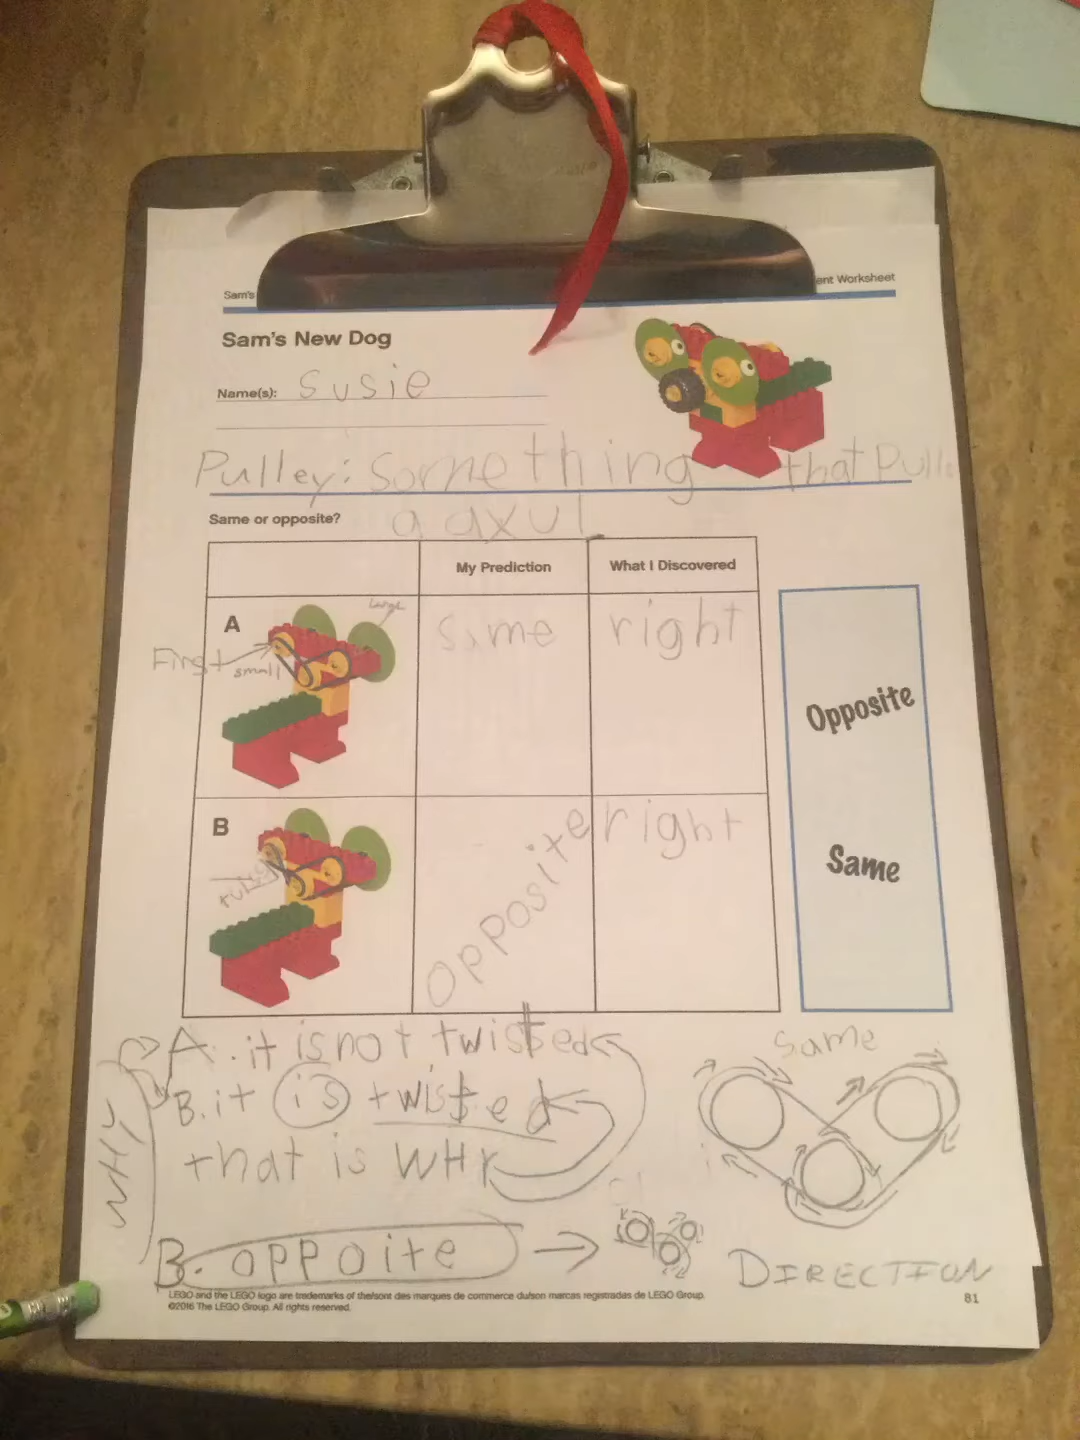 Sam's
ent Worksheet
Sam's New Dog
Name(s): Susie
Pulley: Something that Pull
a axul
Same or opposite?
My Prediction
What I Discovered
A
large
First
small
same
right
Opposite
B
opposite
right
Same
A. it is not twisted
B. it is twisted
that is WHY
WHY
Same
B. oppoite
DIRECTION
LEGO and the LEGO logo are trademarks of the/sont des marques de commerce du/son marcas registradas de LEGO Group.
©2016 The LEGO Group. All rights reserved.
81